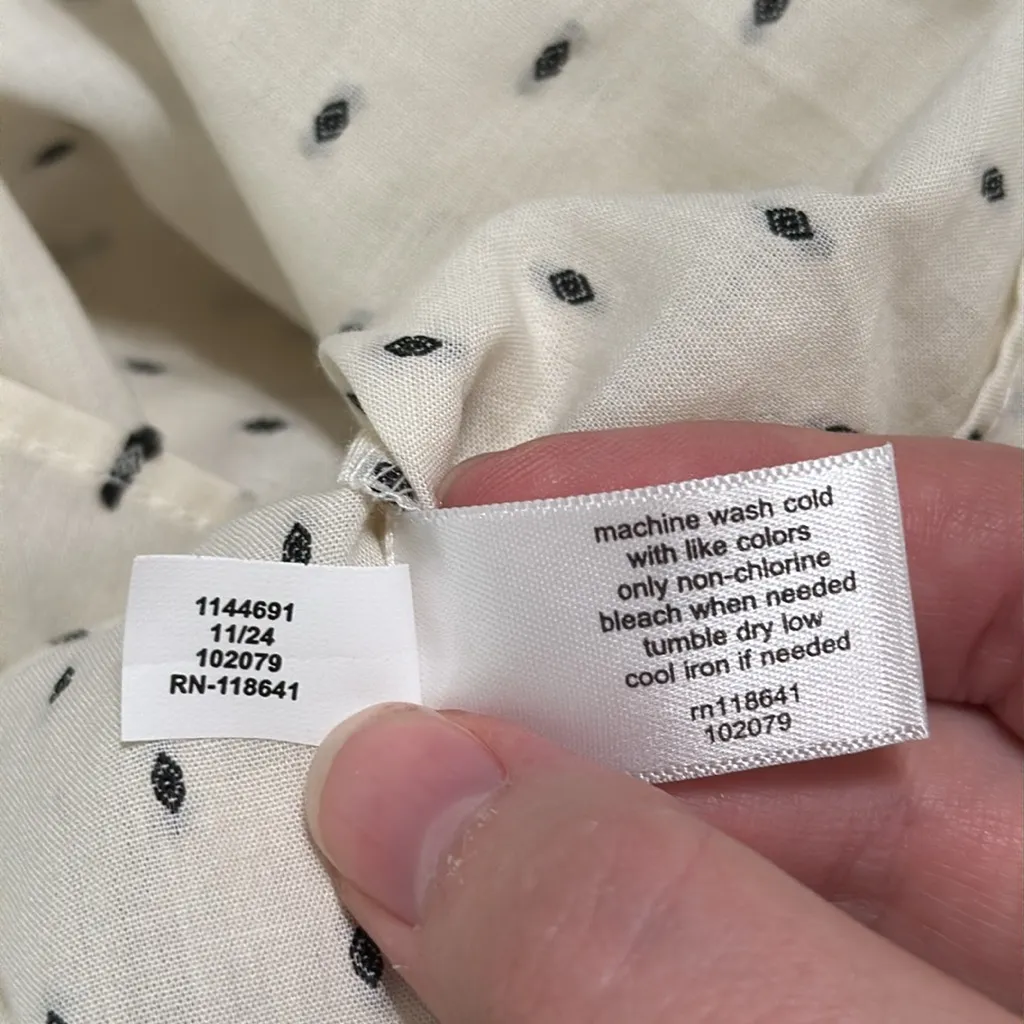 1144691
11/24
102079
RN-118641
machine wash cold
with like colors
only non-chlorine
bleach when needed
tumble dry low
cool iron if needed
rn118641
102079